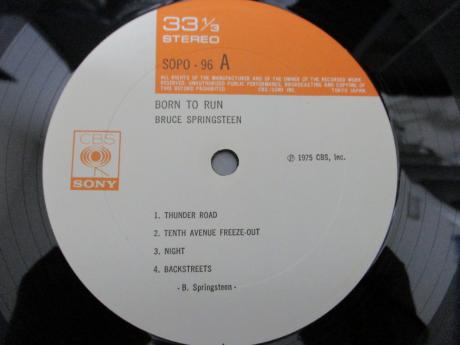 33 1/3
STEREO
SOPO - 96 A
ALL RIGHTS OF THE MANUFACTURER AND OF THE OWNER OF THE RECORDED WORK
RESERVED. UNAUTHORIZED PUBLIC PERFORMANCE, BROADCASTING AND COPYING OF
THIS RECORD PROHIBITED CBS/SONY INC. TOKYO JAPAN
BORN TO RUN
BRUCE SPRINGSTEEN
CBS
SONY
℗ 1975 CBS, Inc.
1. THUNDER ROAD
2. TENTH AVENUE FREEZE-OUT
3. NIGHT
4. BACKSTREETS
- B. Springsteen -